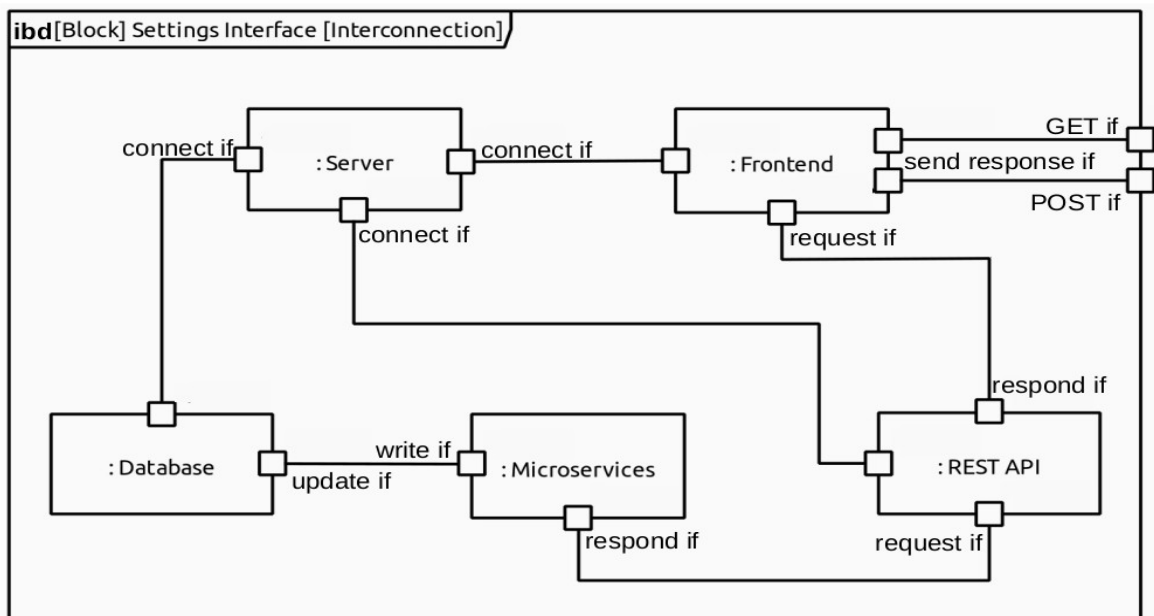 ibd[Block] Settings Interface [Interconnection]
GET if
connect if
: Server
connect if
: Frontend
send response if
POST if
connect if
request if
respond if
: Database
write if
update if
: Microservices
: REST API
respond if
request if